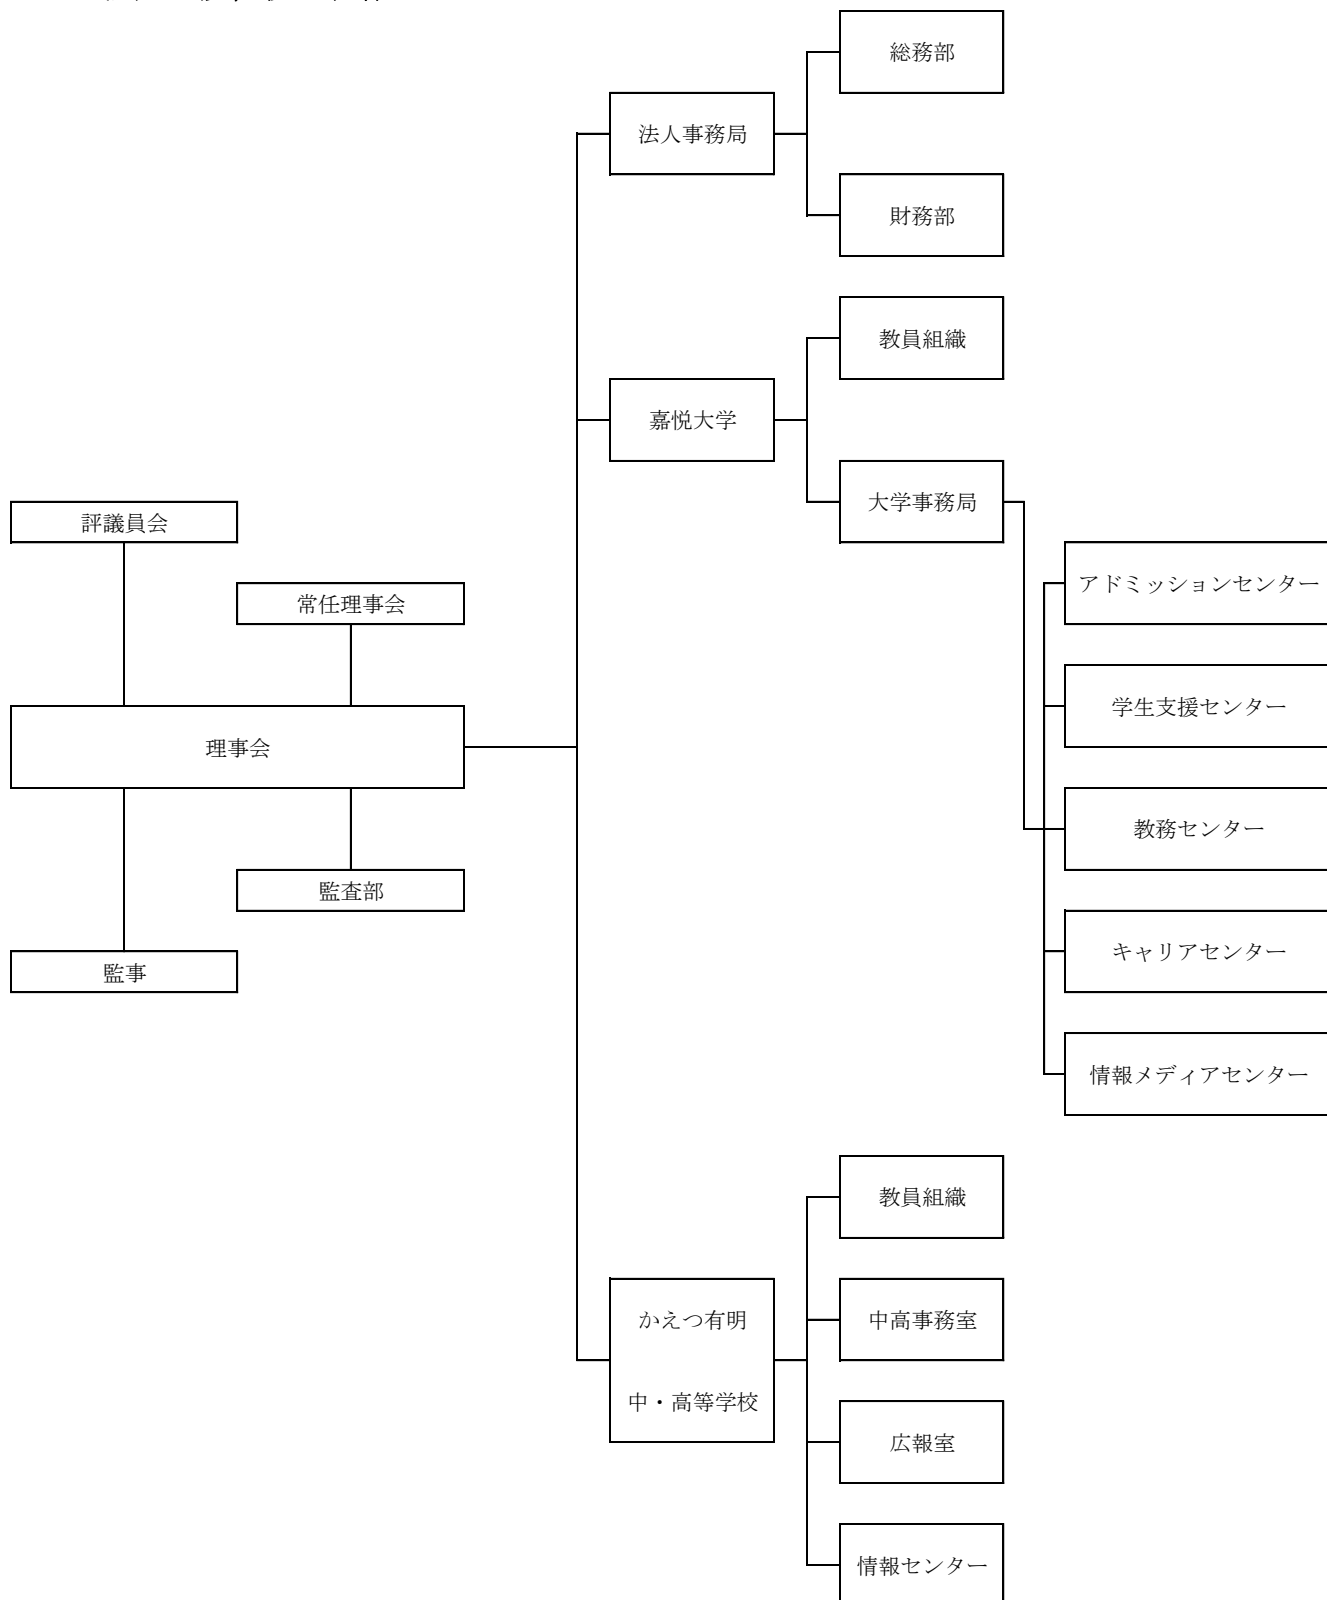 総務部
法人事務局
財務部
教員組織
嘉悦大学
大学事務局
評議員会
アドミッションセンター
常任理事会
学生支援センター
理事会
教務センター
監査部
キャリアセンター
監事
情報メディアセンター
教員組織
かえつ有明
中・高等学校
中高事務室
広報室
情報センター